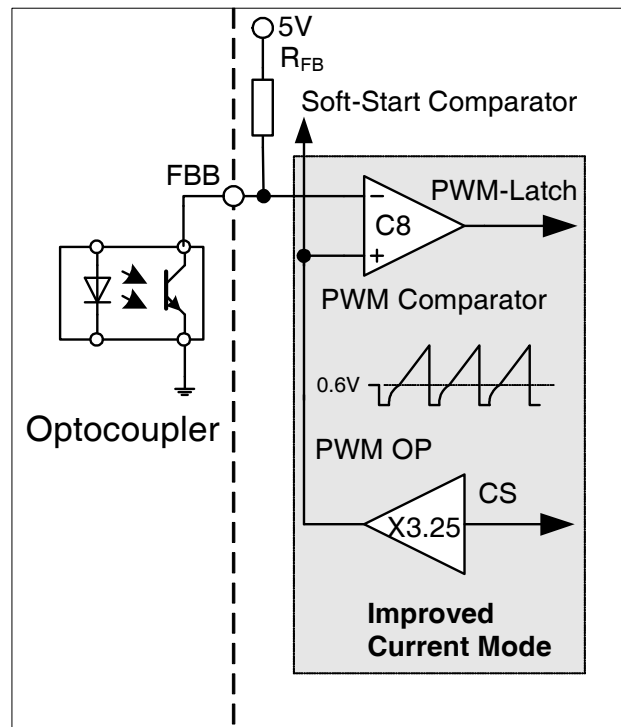 5V
RFB
Soft-Start Comparator
FBB
PWM-Latch
−
C8
+
PWM Comparator
0.6V
Optocoupler
PWM OP
CS
X3.25
Improved
Current Mode